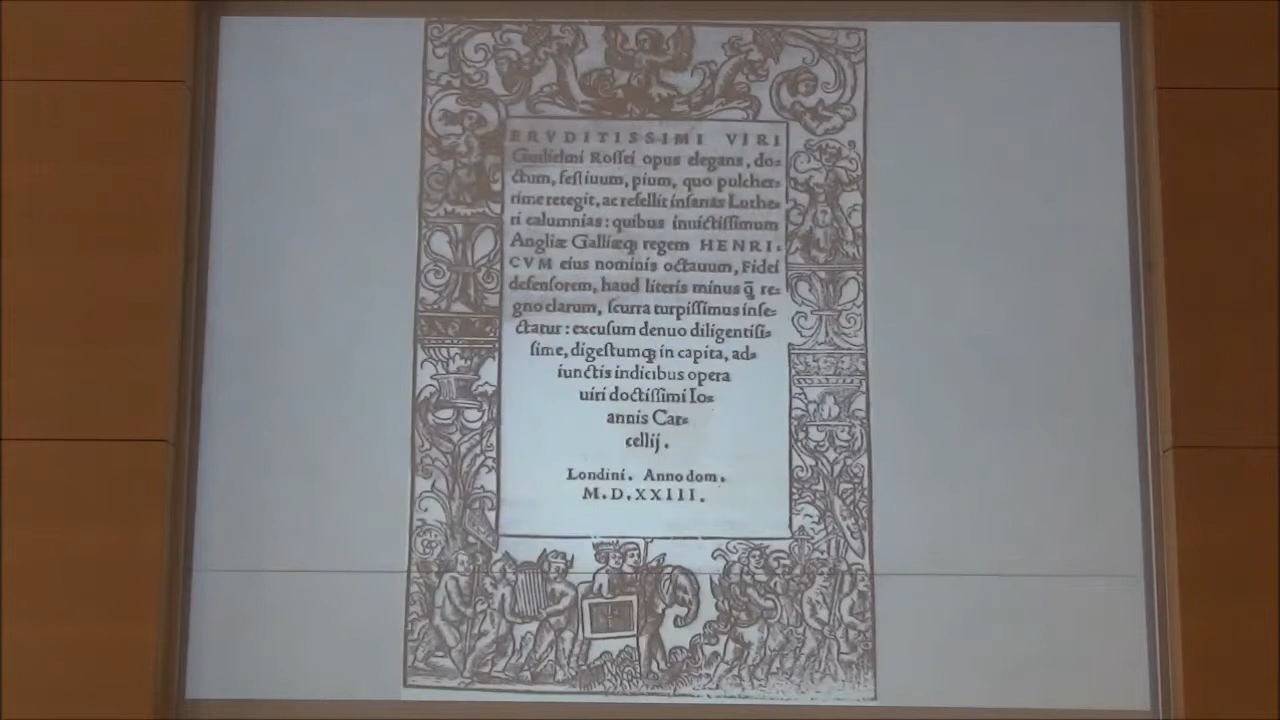 ERVDITISSIMI VIRI
Guilielmi Rossei opus elegans, do-
ctum, festiuum, pium, quo pulcher-
rime retegit, ac refellit insanas Luthe-
ri calumnias: quibus inuictissimum
Angliæ Galliæq; regem HENRI-
CVM eius nominis octauum, Fidei
defensorem, haud literis minus q̃ re-
gno clarum, scurra turpissimus inse-
ctatur: excusum denuo diligentis-
sime, digestumq; in capita, ad-
iunctis indicibus opera
uiri doctissimi Io-
annis Car-
cellij.
Londini. Anno dom.
M.D.XXIII.